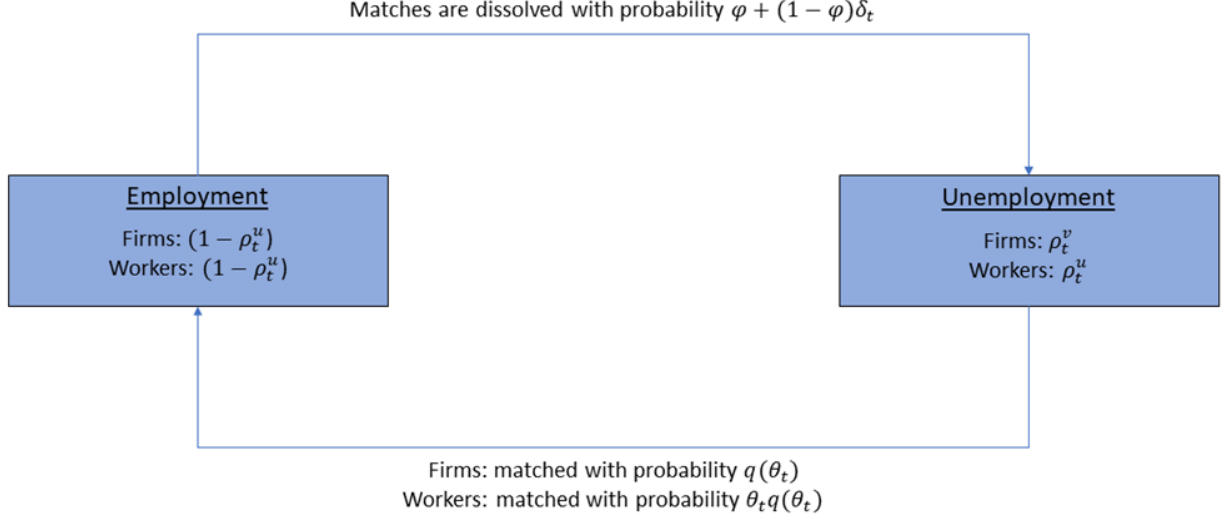 Matches are dissolved with probability φ + (1 − φ)δ_t
Employment
Firms: (1 − ρ_t^u)
Workers: (1 − ρ_t^u)
Unemployment
Firms: ρ_t^v
Workers: ρ_t^u
Firms: matched with probability q(θ_t)
Workers: matched with probability θ_t q(θ_t)